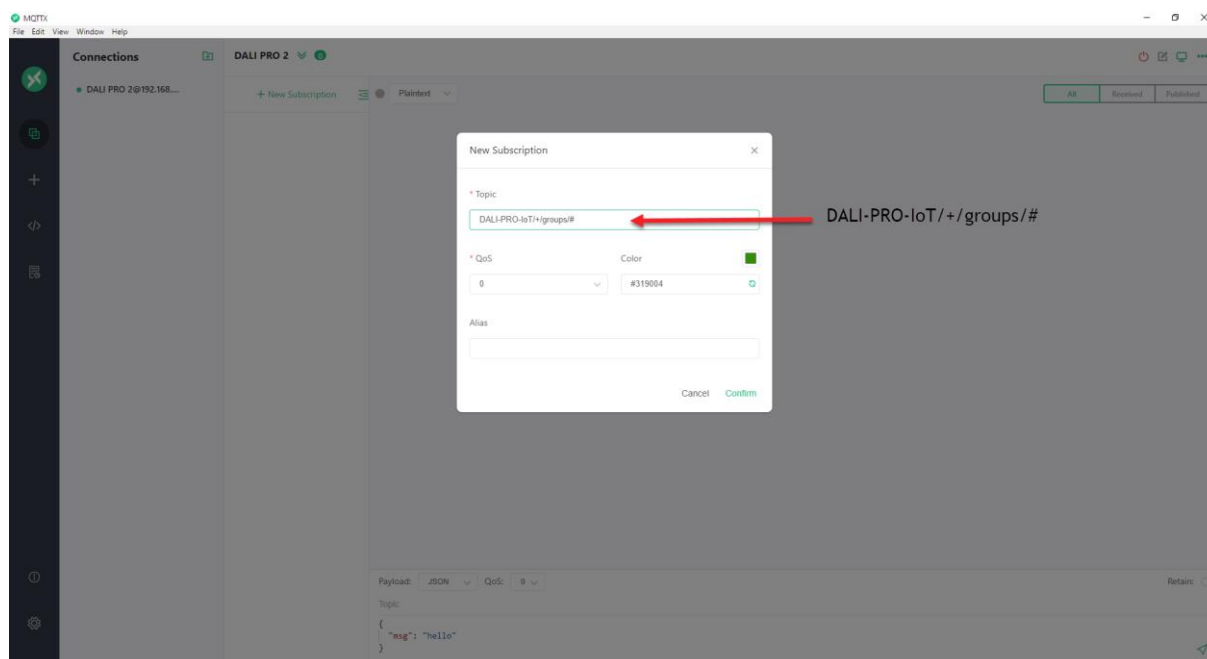 MQTTX
File Edit View Window Help
Connections
DALI PRO 2
0
DALI PRO 2@192.168....
+ New Subscription
Plaintext
All Received Published
New Subscription
* Topic
DALI-PRO-IoT/+/groups/#
DALI-PRO-IoT/+/groups/#
* QoS
Color
0
#319004
Alias
Cancel Confirm
Payload: JSON QoS: 0 Retain:
Topic
{
"msg": "hello"
}